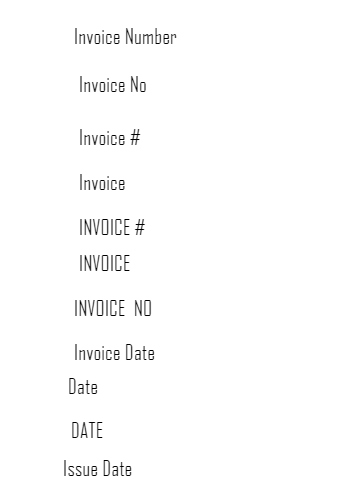 Invoice Number
Invoice No
Invoice #
Invoice
INVOICE #
INVOICE
INVOICE NO
Invoice Date
Date
DATE
Issue Date